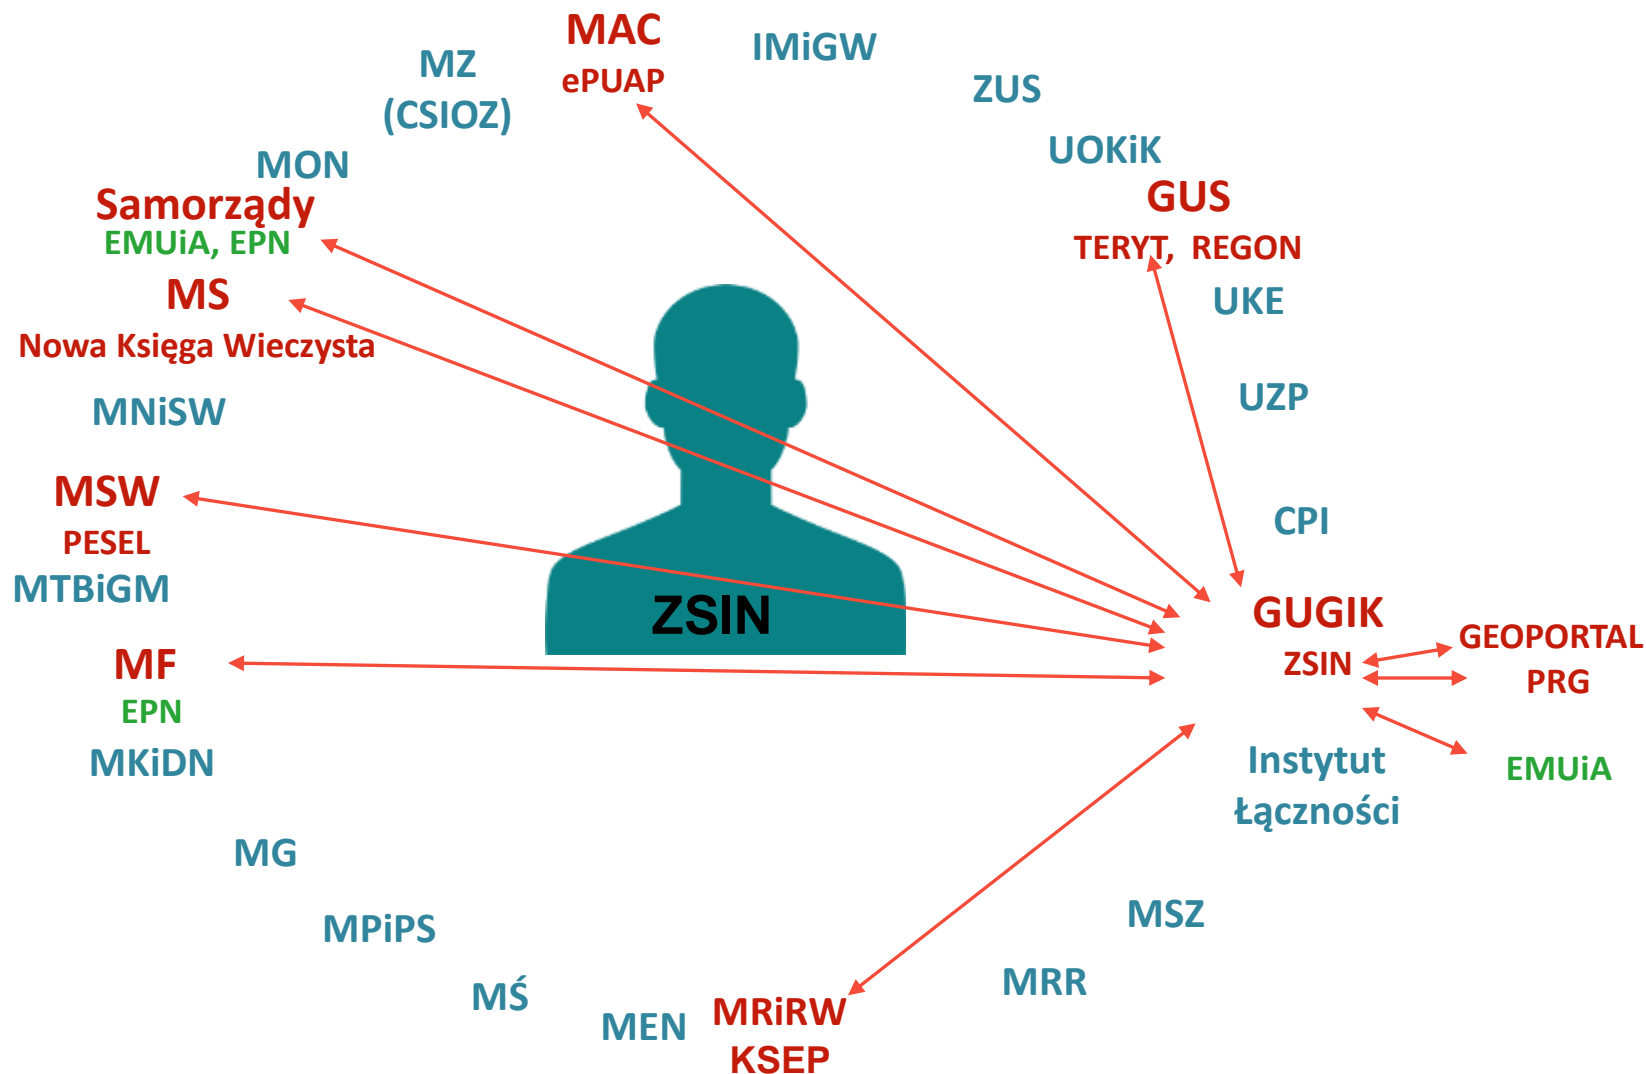 MAC
ePUAP
IMiGW
MZ
(CSIOZ)
ZUS
UOKiK
MON
Samorządy
EMUiA, EPN
GUS
TERYT, REGON
MS
Nowa Księga Wieczysta
UKE
MNiSW
UZP
MSW
PESEL
MTBiGM
CPI
ZSIN
GUGIK
ZSIN
GEOPORTAL
PRG
MF
EPN
MKiDN
Instytut
Łączności
EMUiA
MG
MPiPS
MSZ
MŚ
MRR
MEN
MRiRW
KSEP